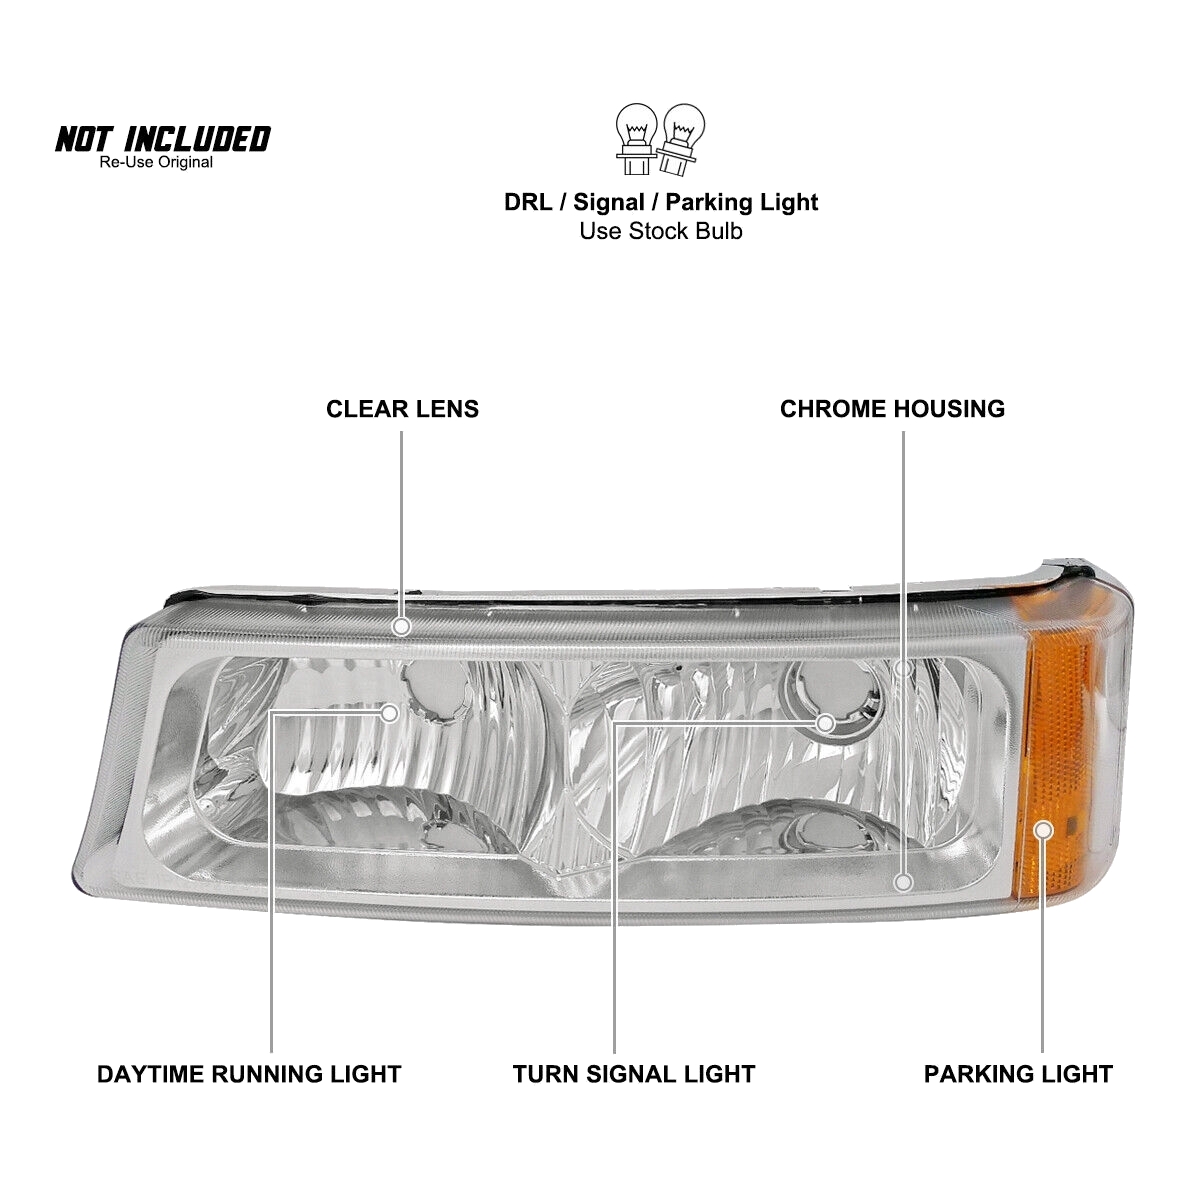 NOT INCLUDED
Re-Use Original
DRL / Signal / Parking Light
Use Stock Bulb
CLEAR LENS
CHROME HOUSING
DAYTIME RUNNING LIGHT
TURN SIGNAL LIGHT
PARKING LIGHT